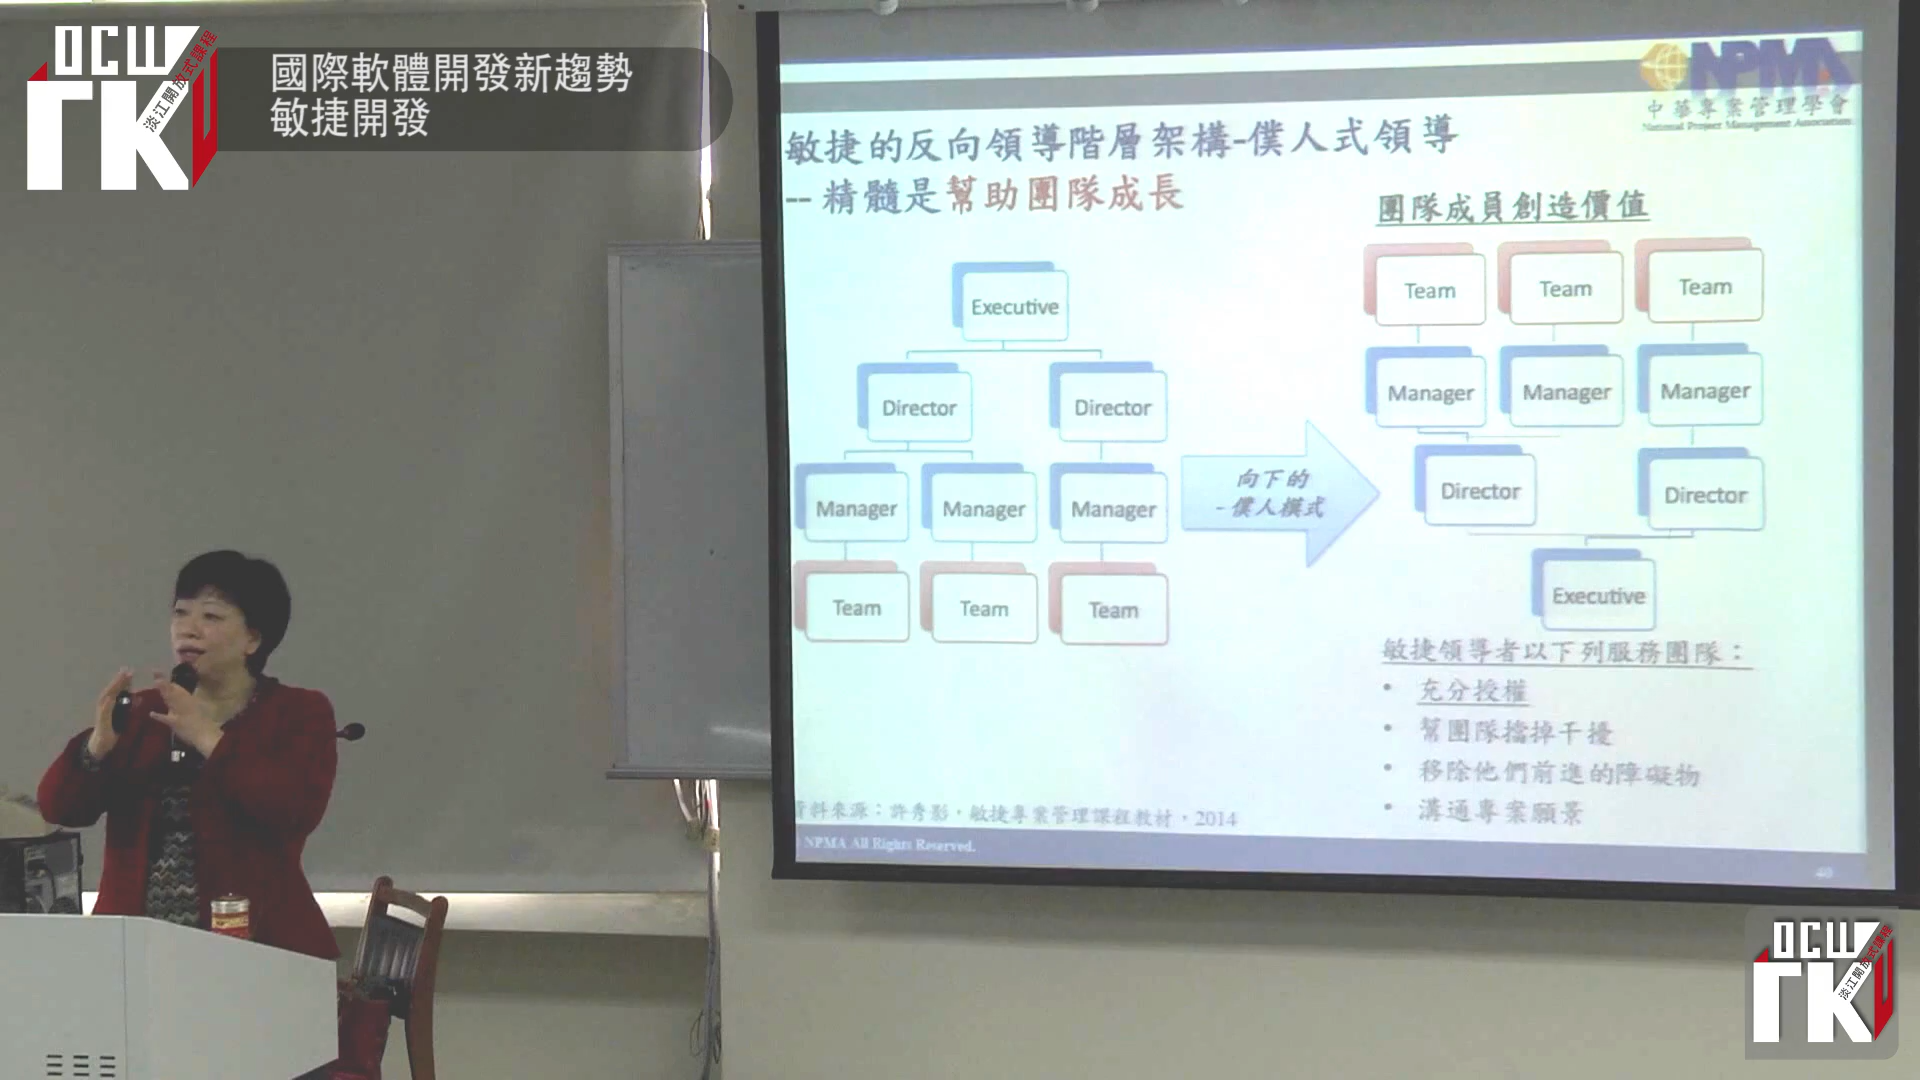 OCW
TKU
淡江開放式課程
國際軟體開發新趨勢
敏捷開發
NPMA
中華專案管理學會
National Project Management Association
敏捷的反向領導階層架構-僕人式領導
-- 精髓是幫助團隊成長
團隊成員創造價值
Executive
Director Director
Manager Manager Manager
Team Team Team
向下的
- 僕人模式
Team Team Team
Manager Manager Manager
Director Director
Executive
敏捷領導者以下列服務團隊：
• 充分授權
• 幫團隊擋掉干擾
• 移除他們前進的障礙物
• 溝通專案願景
資料來源：許秀影，敏捷專案管理課程教材，2014
NPMA All Rights Reserved.
40
OCW
TKU
淡江開放式課程